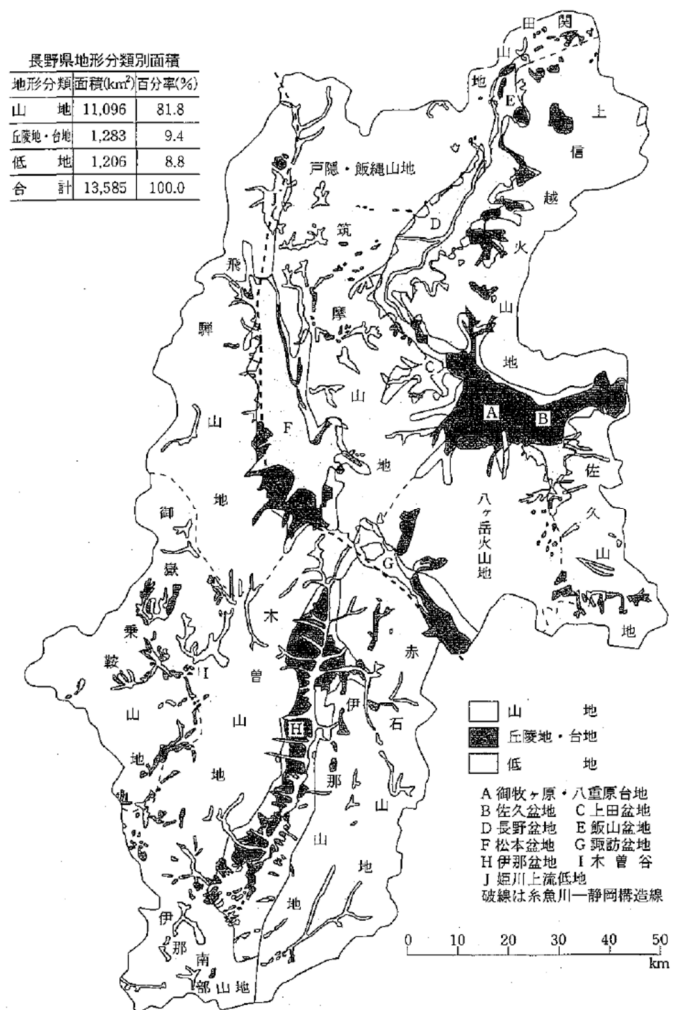 長野県地形分類別面積
地形分類 面積(km²) 百分率(%)
山地 11,096 81.8
丘陵地・台地 1,283 9.4
低地 1,206 8.8
合計 13,585 100.0
関田山地
上信越火山地
戸隠・飯縄山地
筑摩山地
飛騨山地
佐久山地
八ヶ岳火山地
御嶽乗鞍山地
木曽山地
赤石山地
伊那山地
伊那南部山地
A
B
C
D
E
F
G
H
I
山地
丘陵地・台地
低地
A 御牧ヶ原・八重原台地
B 佐久盆地 C 上田盆地
D 長野盆地 E 飯山盆地
F 松本盆地 G 諏訪盆地
H 伊那盆地 I 木曽谷
J 姫川上流低地
破線は糸魚川―静岡構造線
0 10 20 30 40 50
km